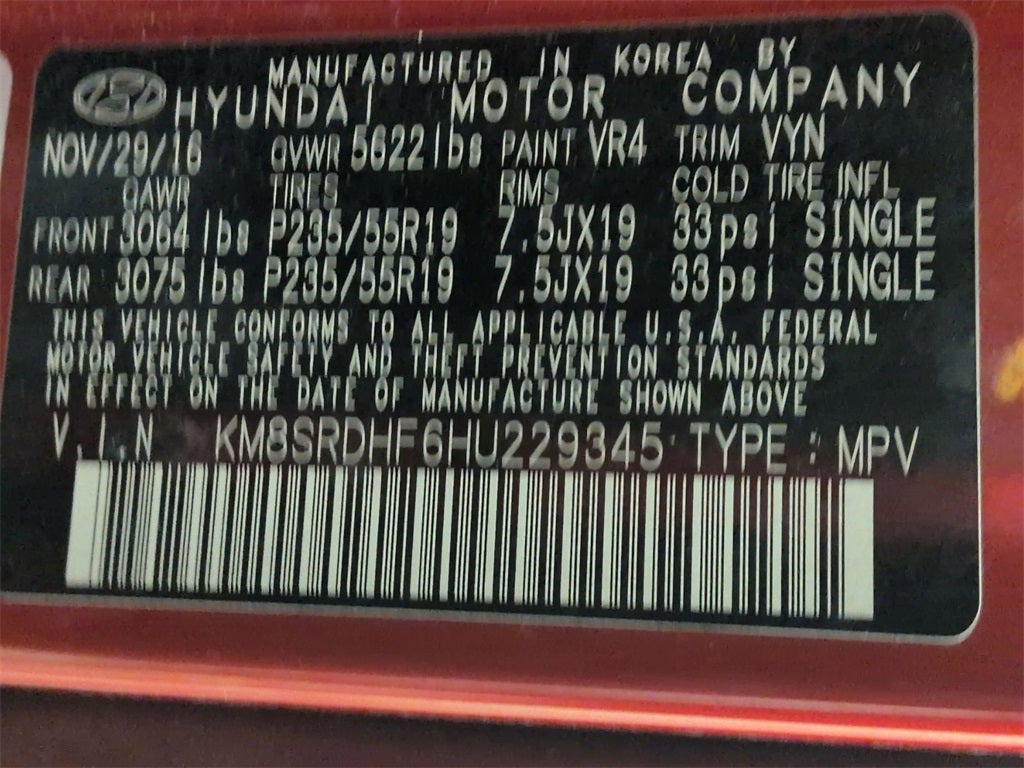 MANUFACTURED IN KOREA BY
HYUNDAI MOTOR COMPANY
NOV/29/16 GVWR 5622lbs PAINT VR4 TRIM VYN
GAWR TIRES RIMS COLD TIRE INFL
FRONT 3064lbs P235/55R19 7.5JX19 33psi SINGLE
REAR 3075lbs P235/55R19 7.5JX19 33psi SINGLE
THIS VEHICLE CONFORMS TO ALL APPLICABLE U.S.A. FEDERAL
MOTOR VEHICLE SAFETY AND THEFT PREVENTION STANDARDS
IN EFFECT ON THE DATE OF MANUFACTURE SHOWN ABOVE
V.I.N KM8SRDHF6HU229345 TYPE : MPV